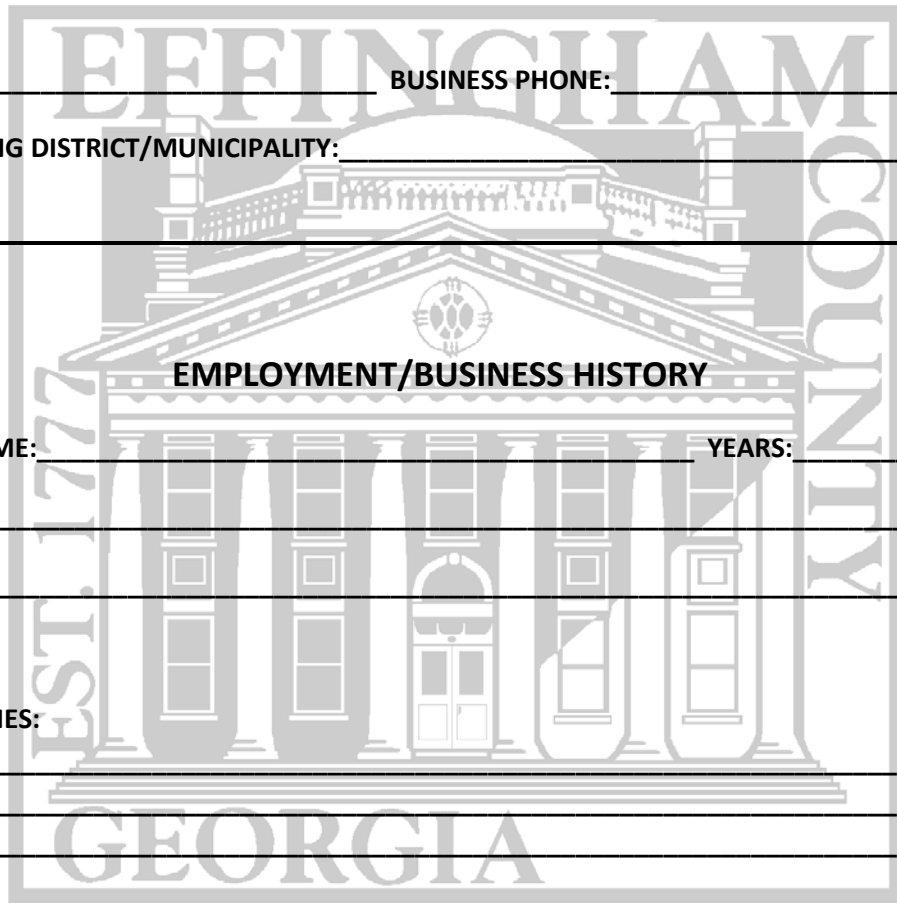 EFFINGHAM
BUSINESS PHONE:
G DISTRICT/MUNICIPALITY:
COUNTY
EMPLOYMENT/BUSINESS HISTORY
ME:                    YEARS:
EST. 1777
IES:
GEORGIA